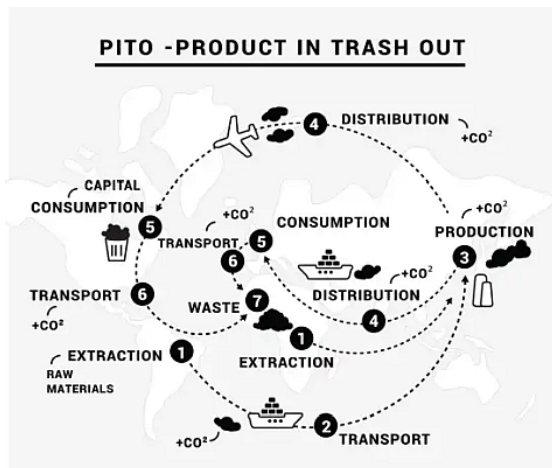 PITO -PRODUCT IN TRASH OUT
4 DISTRIBUTION
+CO²
CAPITAL
CONSUMPTION
5
+CO²
TRANSPORT
6
5 CONSUMPTION
+CO²
PRODUCTION
3
TRANSPORT 6
+CO²
WASTE 7
+CO²
DISTRIBUTION
4
EXTRACTION 1
RAW
MATERIALS
1
EXTRACTION
+CO²
2 TRANSPORT